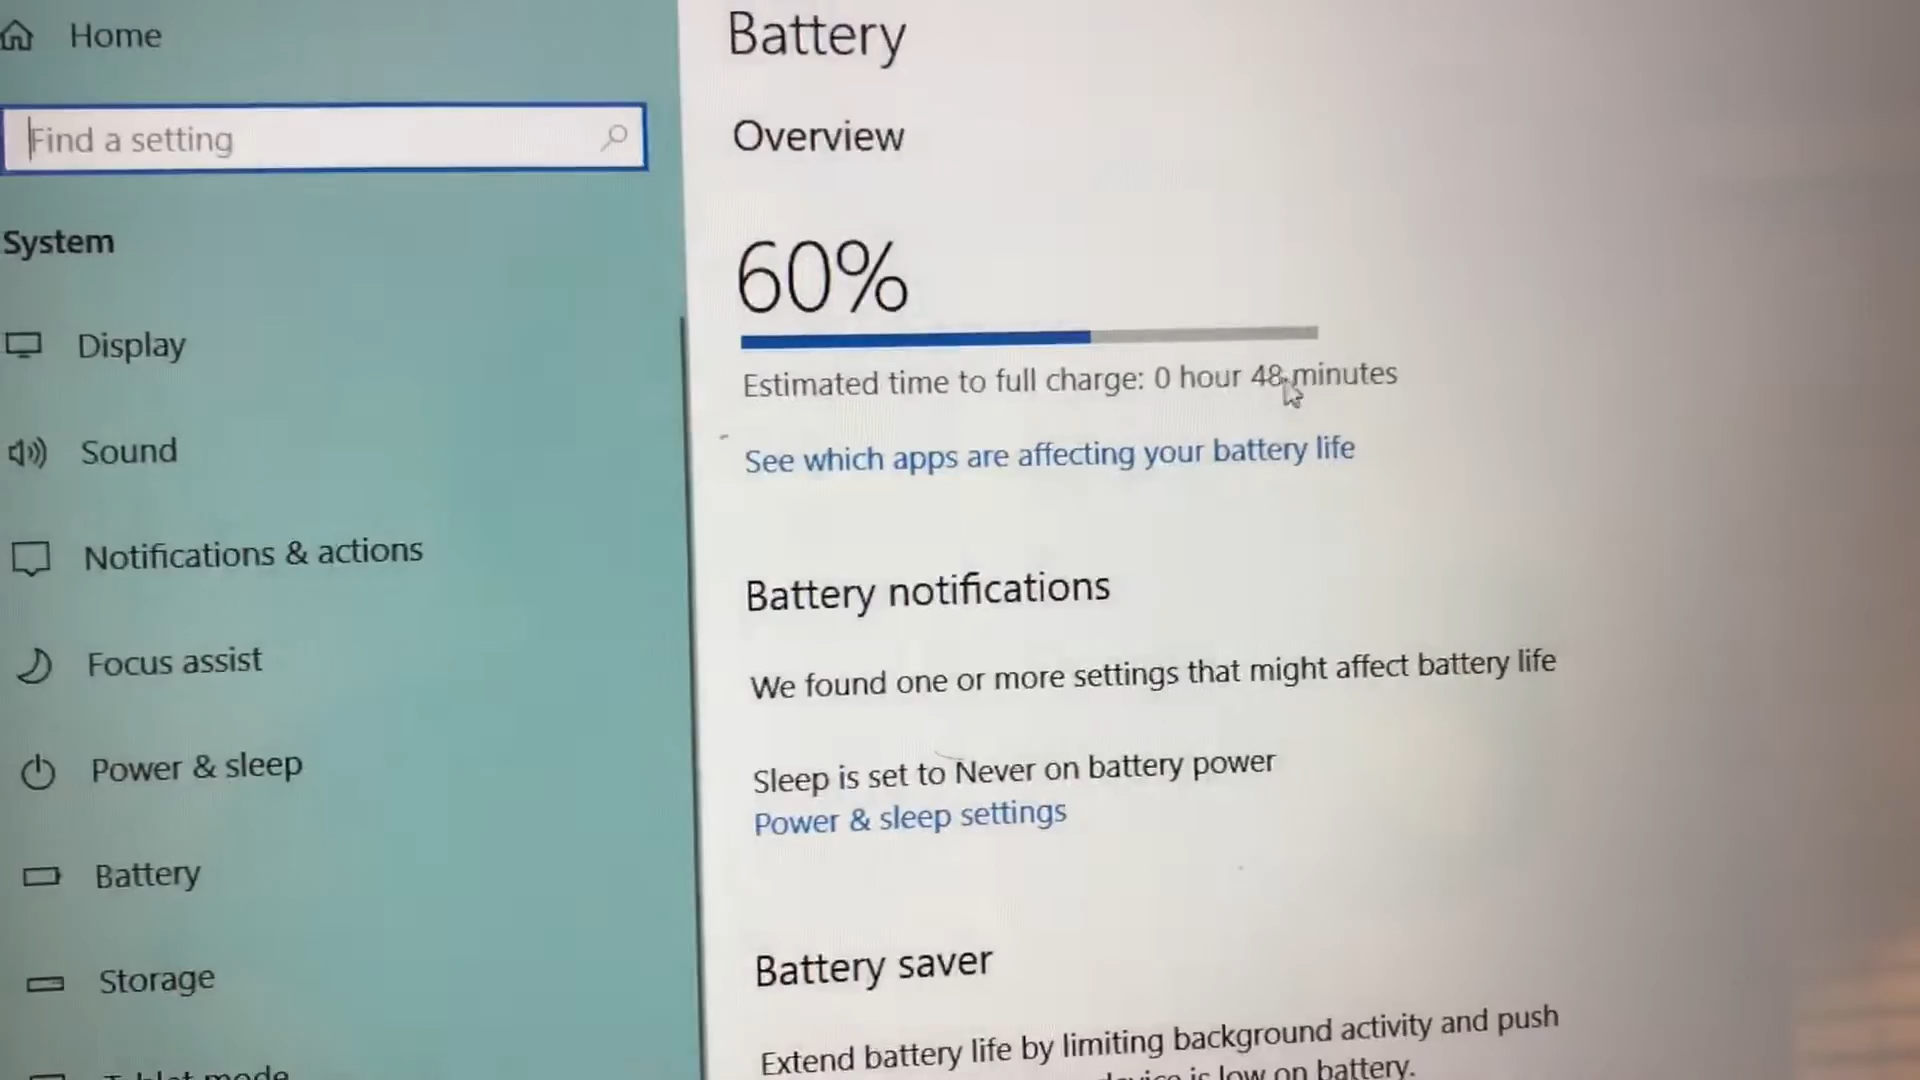 Home
Find a setting
System
Display
Sound
Notifications & actions
Focus assist
Power & sleep
Battery
Storage
Tablet mode
Battery
Overview
60%
Estimated time to full charge: 0 hour 48 minutes
See which apps are affecting your battery life
Battery notifications
We found one or more settings that might affect battery life
Sleep is set to Never on battery power
Power & sleep settings
Battery saver
Extend battery life by limiting background activity and push
device is low on battery.